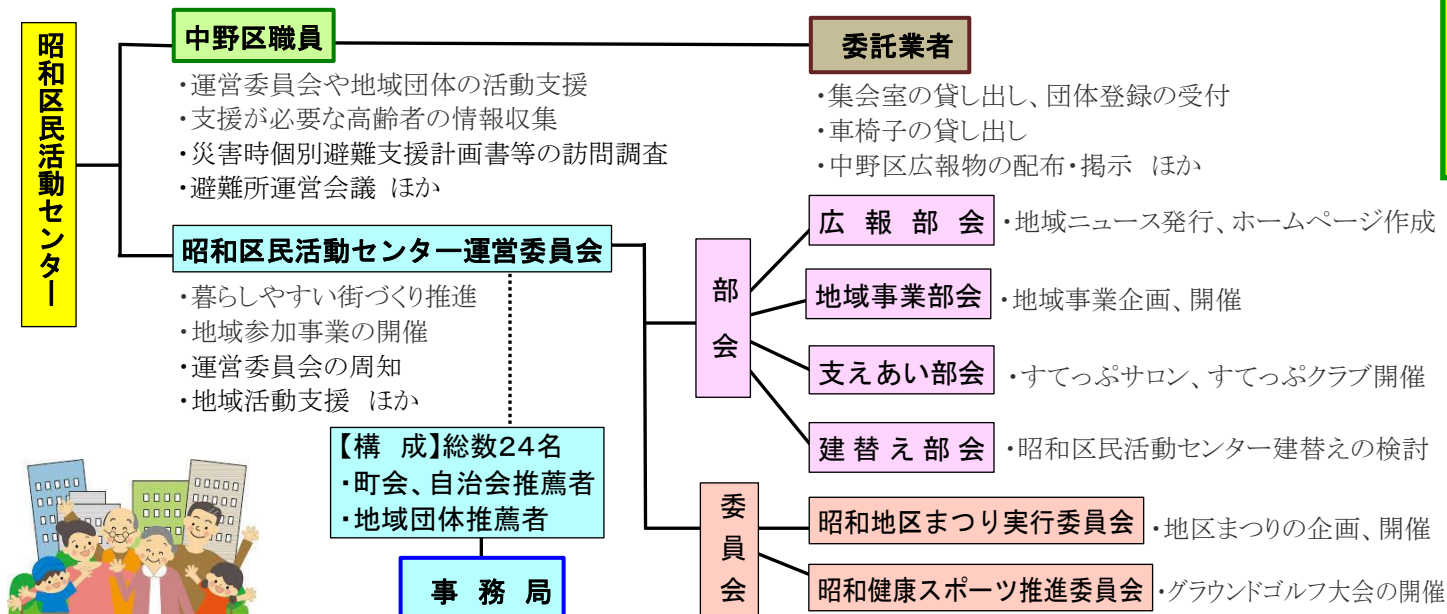 昭和区民活動センター
中野区職員
・運営委員会や地域団体の活動支援
・支援が必要な高齢者の情報収集
・災害時個別避難支援計画書等の訪問調査
・避難所運営会議 ほか
委託業者
・集会室の貸し出し、団体登録の受付
・車椅子の貸し出し
・中野区広報物の配布・掲示 ほか
昭和区民活動センター運営委員会
・暮らしやすい街づくり推進
・地域参加事業の開催
・運営委員会の周知
・地域活動支援 ほか
【構 成】総数24名
・町会、自治会推薦者
・地域団体推薦者
事 務 局
部会
広 報 部 会
・地域ニュース発行、ホームページ作成
地域事業部会
・地域事業企画、開催
支えあい部会
・すてっぷサロン、すてっぷクラブ開催
建 替 え 部 会
・昭和区民活動センター建替えの検討
委員会
昭和地区まつり実行委員会
・地区まつりの企画、開催
昭和健康スポーツ推進委員会
・グラウンドゴルフ大会の開催